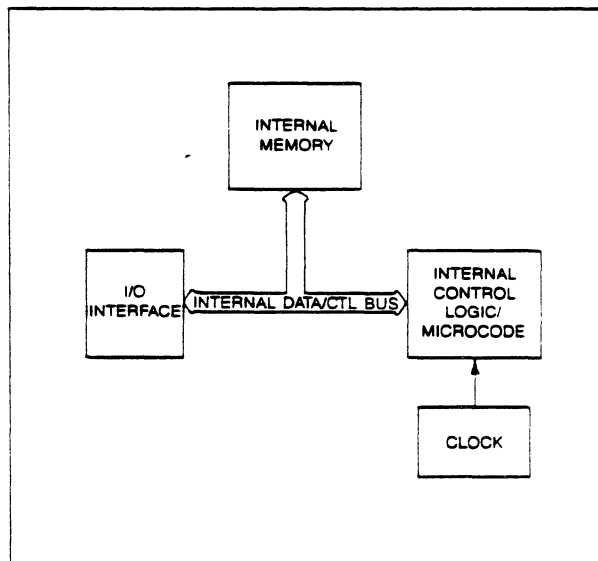 INTERNAL
MEMORY
I/O
INTERFACE
INTERNAL DATA/CTL BUS
INTERNAL
CONTROL
LOGIC/
MICROCODE
CLOCK